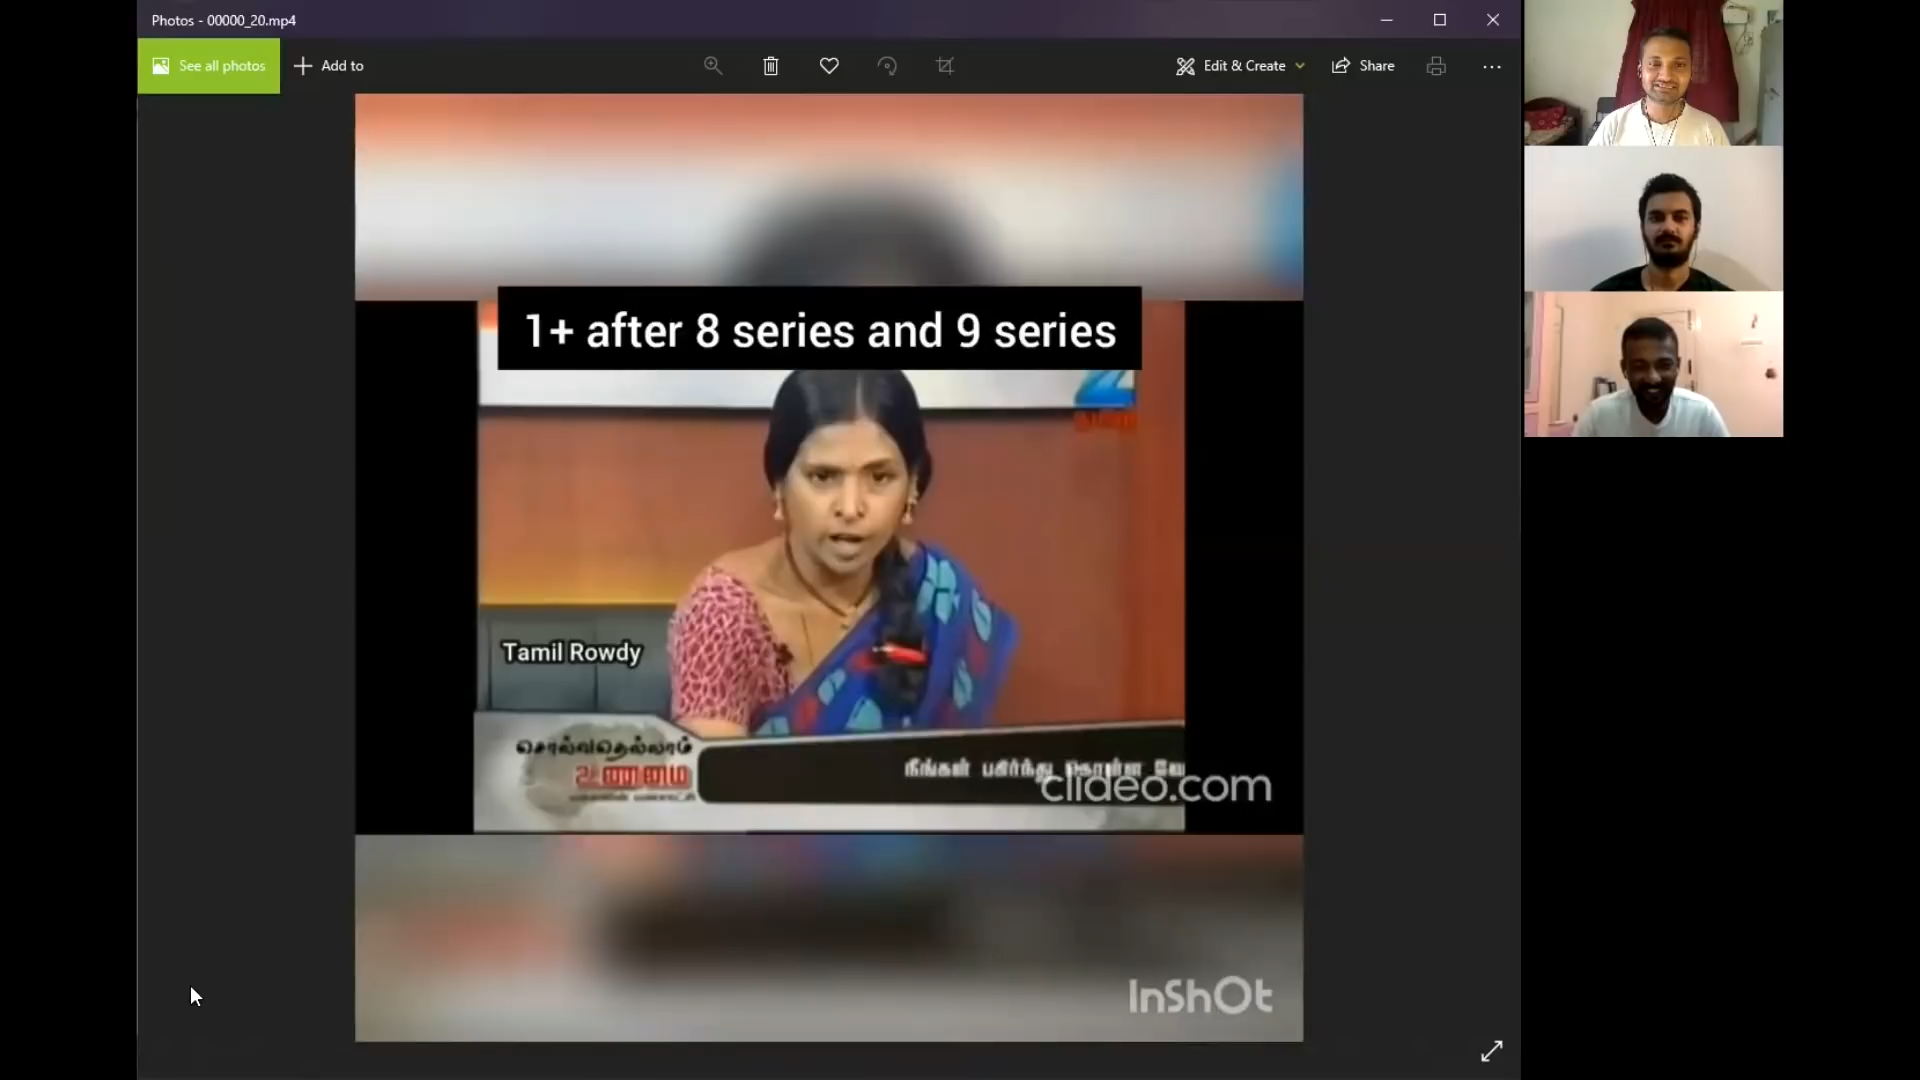 Photos - 00000_20.mp4
See all photos
Add to
Edit & Create
Share
1+ after 8 series and 9 series
Tamil Rowdy
சொல்வதெல்லாம்
உண்மை
நீங்கள் பகிர்ந்து கொள்ள வே
clideo.com
InShOt